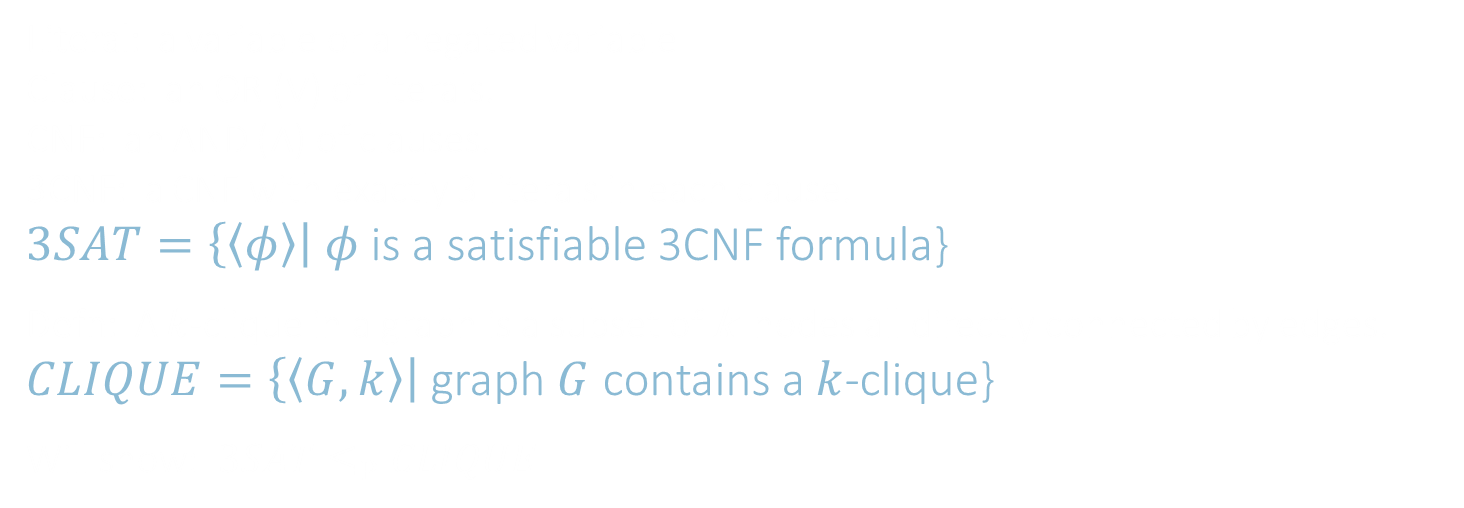 3SAT = {⟨ϕ⟩| ϕ is a satisfiable 3CNF formula}
CLIQUE = {⟨G, k⟩| graph G contains a k-clique}